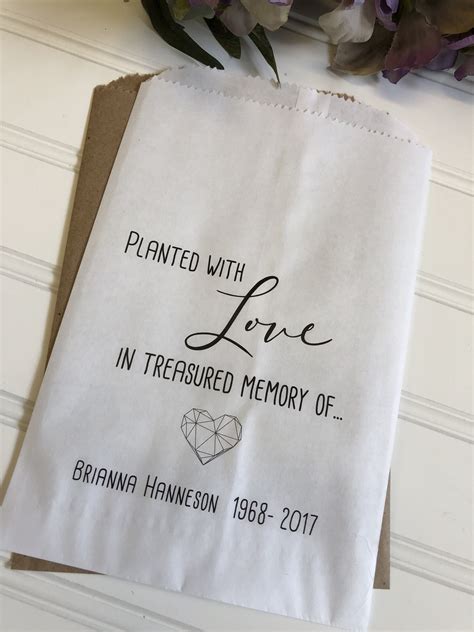 PLANTED WITH
Love
IN TREASURED MEMORY OF...
BRIANNA HANNESON 1968- 2017